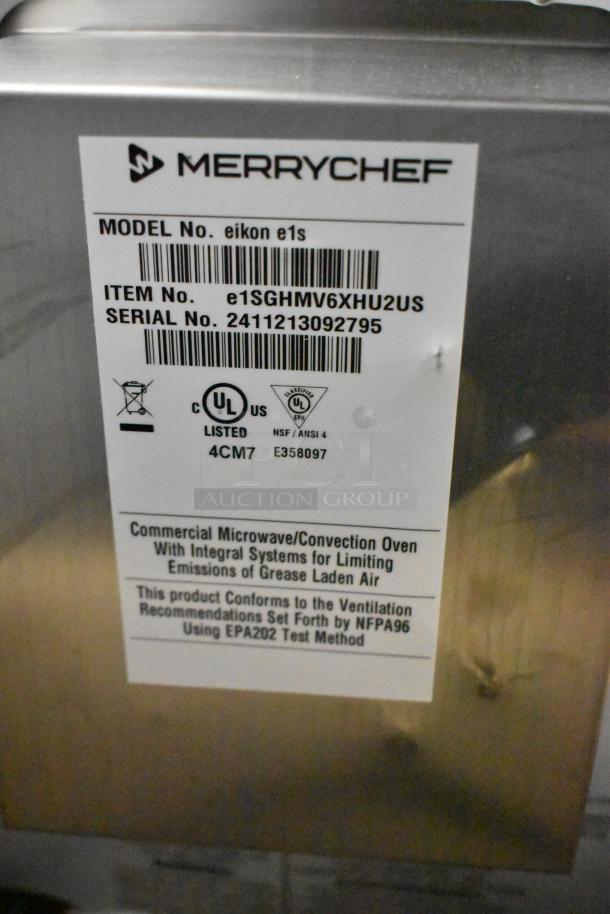 MERRYCHEF
MODEL No. eikon e1s
ITEM No. e1SGHMV6XHU2US
SERIAL No. 2411213092795
C UL US
LISTED
4CM7
CLASSIFIED
UL
EPH
NSF / ANSI 4
E358097
PCi
AUCTION GROUP
Commercial Microwave/Convection Oven
With Integral Systems for Limiting
Emissions of Grease Laden Air
This product Conforms to the Ventilation
Recommendations Set Forth by NFPA96
Using EPA202 Test Method